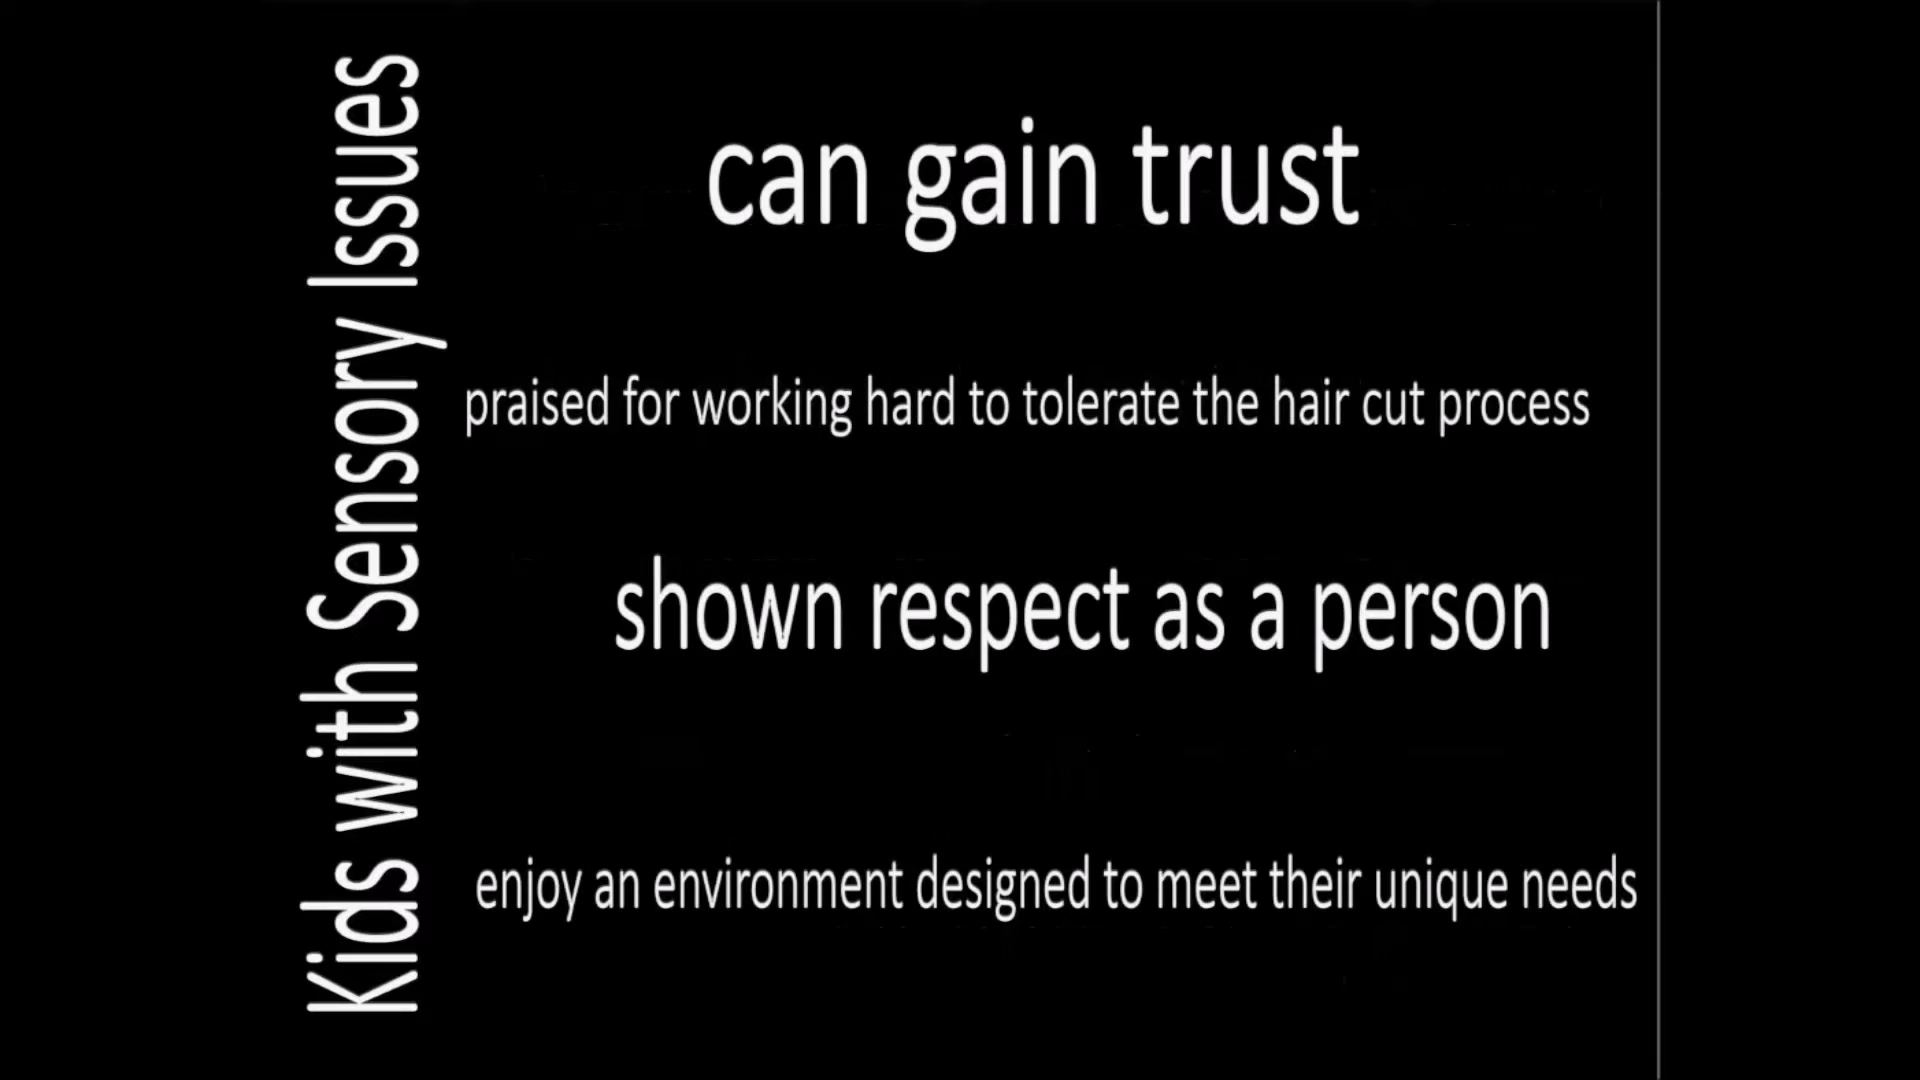 Kids with Sensory Issues
can gain trust
praised for working hard to tolerate the hair cut process
shown respect as a person
enjoy an environment designed to meet their unique needs